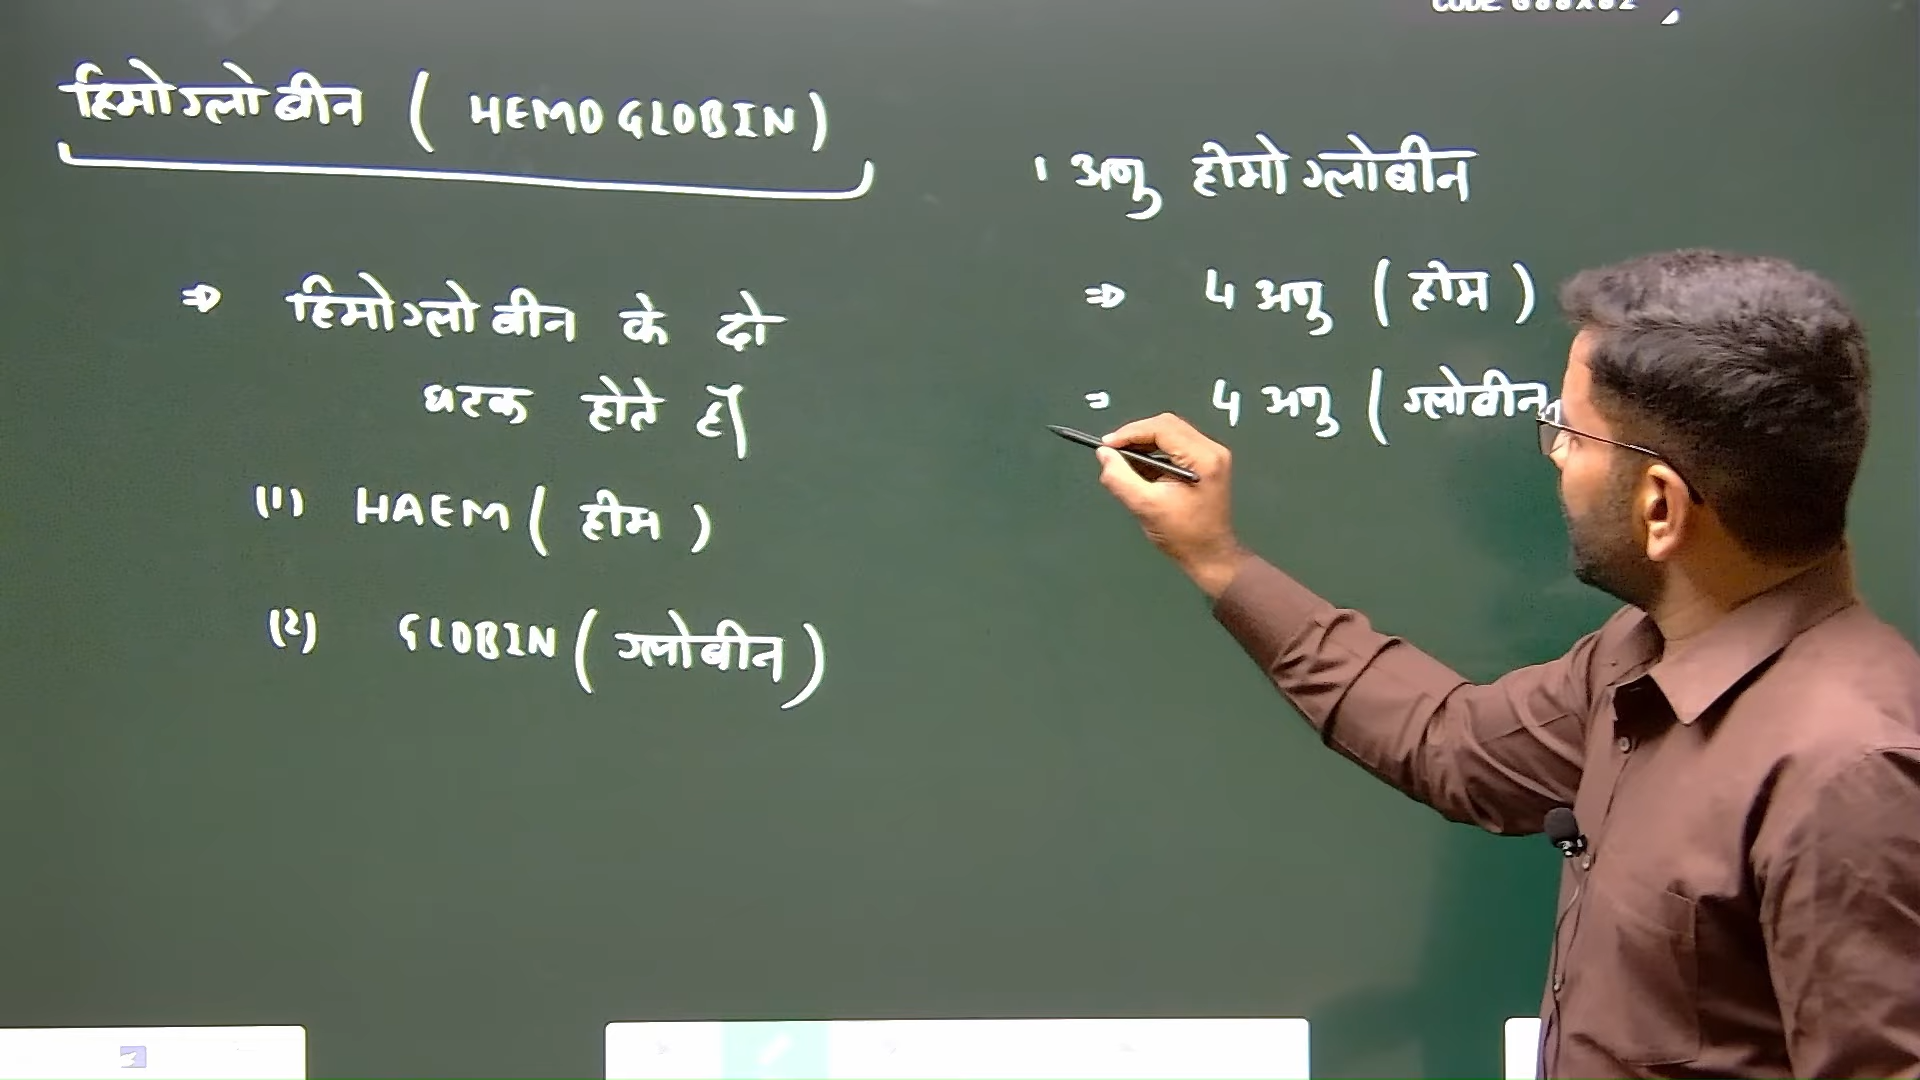 हिमोग्लोबीन ( HEMOGLOBIN )
⇒ हिमोग्लोबीन के दो
घटक होते हैं
(1) HAEM ( हीम )
(2) GLOBIN ( ग्लोबीन )
1 अणु हीमोग्लोबीन
⇒ 4 अणु ( हीम )
= 4 अणु ( ग्लोबीन